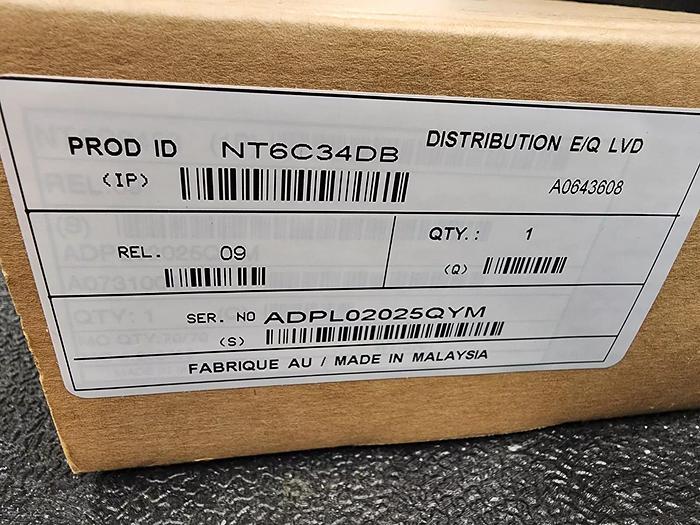 PROD ID NT6C34DB DISTRIBUTION E/Q LVD
(IP) A0643608
REL. 09 QTY.: 1
(Q)
SER. NO ADPL02025QYM
(S)
FABRIQUE AU / MADE IN MALAYSIA